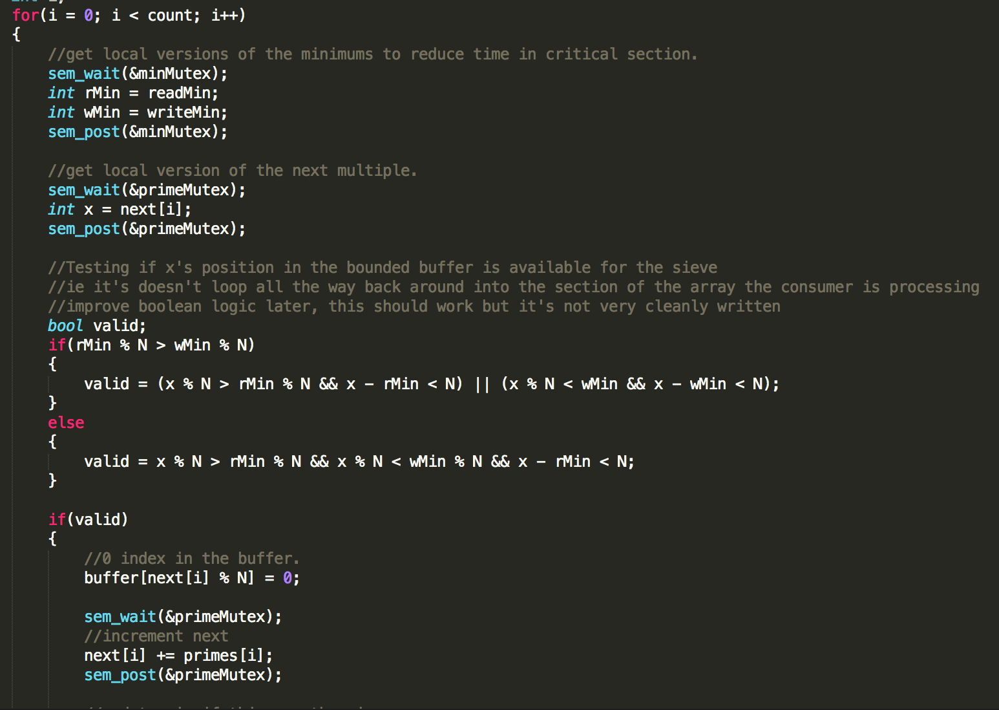 for(i = 0; i < count; i++)
{
//get local versions of the minimums to reduce time in critical section.
sem_wait(&minMutex);
int rMin = readMin;
int wMin = writeMin;
sem_post(&minMutex);
//get local version of the next multiple.
sem_wait(&primeMutex);
int x = next[i];
sem_post(&primeMutex);
//Testing if x's position in the bounded buffer is available for the sieve
//ie it's doesn't loop all the way back around into the section of the array the consumer is processing
//improve boolean logic later, this should work but it's not very cleanly written
bool valid;
if(rMin % N > wMin % N)
{
valid = (x % N > rMin % N && x - rMin < N) || (x % N < wMin && x - wMin < N);
}
else
{
valid = x % N > rMin % N && x % N < wMin % N && x - rMin < N;
}
if(valid)
{
//0 index in the buffer.
buffer[next[i] % N] = 0;
sem_wait(&primeMutex);
//increment next
next[i] += primes[i];
sem_post(&primeMutex);